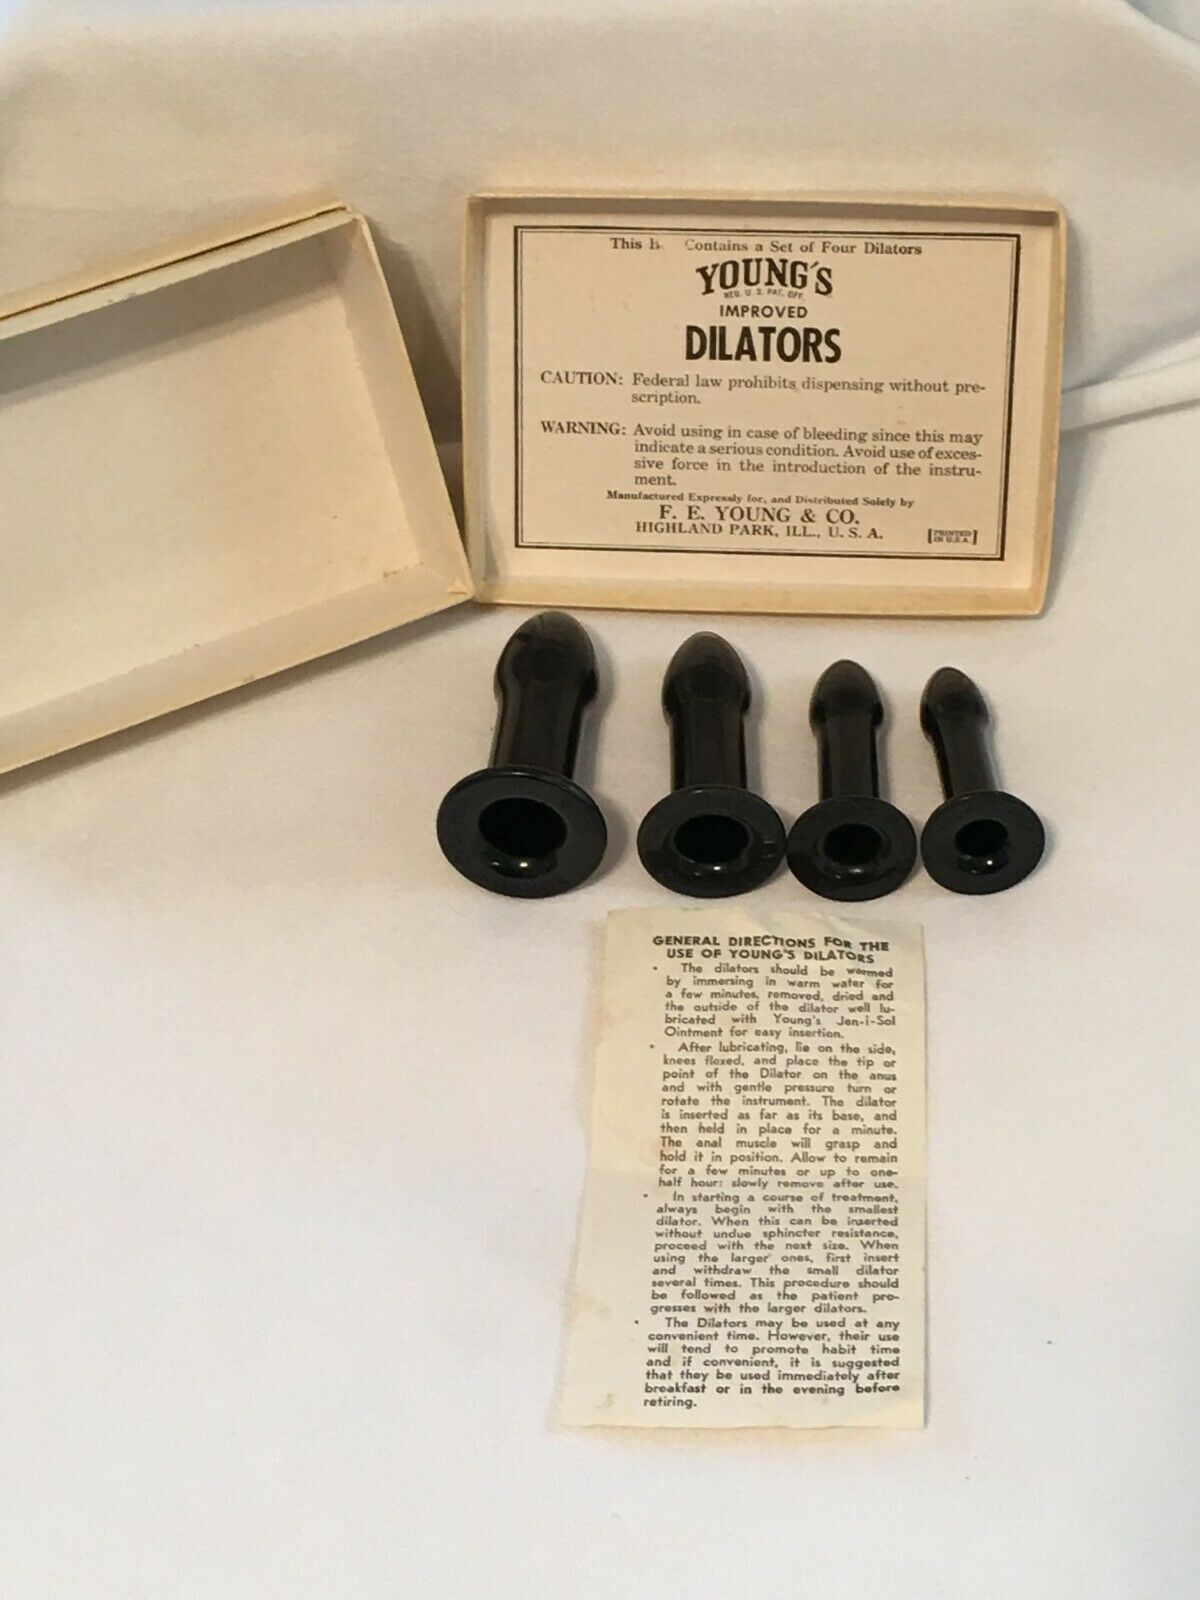 This B Contains a Set of Four Dilators
YOUNG'S
REG. U. S. PAT. OFF.
IMPROVED
DILATORS
CAUTION: Federal law prohibits dispensing without pre-
scription.
WARNING: Avoid using in case of bleeding since this may
indicate a serious condition. Avoid use of exces-
sive force in the introduction of the instru-
ment.
Manufactured Expressly for, and Distributed Solely by
F. E. YOUNG & CO.
HIGHLAND PARK, ILL., U. S. A.
[PRINTED
IN U.S.A.]
GENERAL DIRECTIONS FOR THE
USE OF YOUNG'S DILATORS
• The dilators should be warmed
by immersing in warm water for
a few minutes, removed, dried and
the outside of the dilator well lu-
bricated with Young's Jen-i-Sol
Ointment for easy insertion.
• After lubricating, lie on the side,
knees flexed, and place the tip or
point of the Dilator on the anus
and with gentle pressure turn or
rotate the instrument. The dilator
is inserted as far as its base, and
then held in place for a minute.
The anal muscle will grasp and
hold it in position. Allow to remain
for a few minutes or up to one-
half hour: slowly remove after use.
• In starting a course of treatment,
always begin with the smallest
dilator. When this can be inserted
without undue sphincter resistance,
proceed with the next size. When
using the larger ones, first insert
and withdraw the small dilator
several times. This procedure should
be followed as the patient pro-
gresses with the larger dilators.
• The Dilators may be used at any
convenient time. However, their use
will tend to promote habit time
and if convenient, it is suggested
that they be used immediately after
breakfast or in the evening before
retiring.